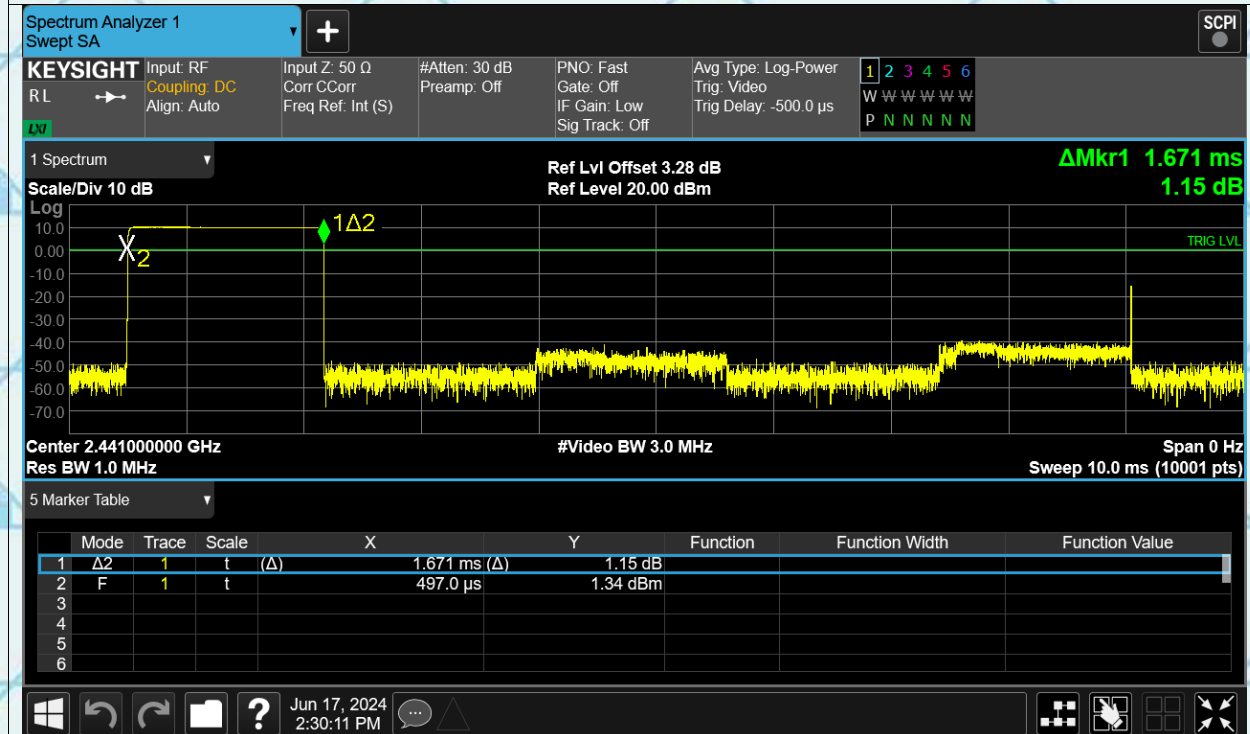 Spectrum Analyzer 1
Swept SA
+
SCPI
KEYSIGHT
R L
LXI
Input: RF
Coupling: DC
Align: Auto
Input Z: 50 Ω
Corr CCorr
Freq Ref: Int (S)
#Atten: 30 dB
Preamp: Off
PNO: Fast
Gate: Off
IF Gain: Low
Sig Track: Off
Avg Type: Log-Power
Trig: Video
Trig Delay: -500.0 µs
1 2 3 4 5 6
W W W W W W
P N N N N N
1 Spectrum
Scale/Div 10 dB
Ref Lvl Offset 3.28 dB
Ref Level 20.00 dBm
ΔMkr1 1.671 ms
1.15 dB
Log
10.0
0.00
-10.0
-20.0
-30.0
-40.0
-50.0
-60.0
-70.0
1Δ2
2
TRIG LVL
Center 2.441000000 GHz
Res BW 1.0 MHz
#Video BW 3.0 MHz
Span 0 Hz
Sweep 10.0 ms (10001 pts)
5 Marker Table
Mode Trace Scale X Y Function Function Width Function Value
1 Δ2 1 t (Δ) 1.671 ms (Δ) 1.15 dB
2 F 1 t 497.0 µs 1.34 dBm
3
4
5
6
?
Jun 17, 2024
2:30:11 PM